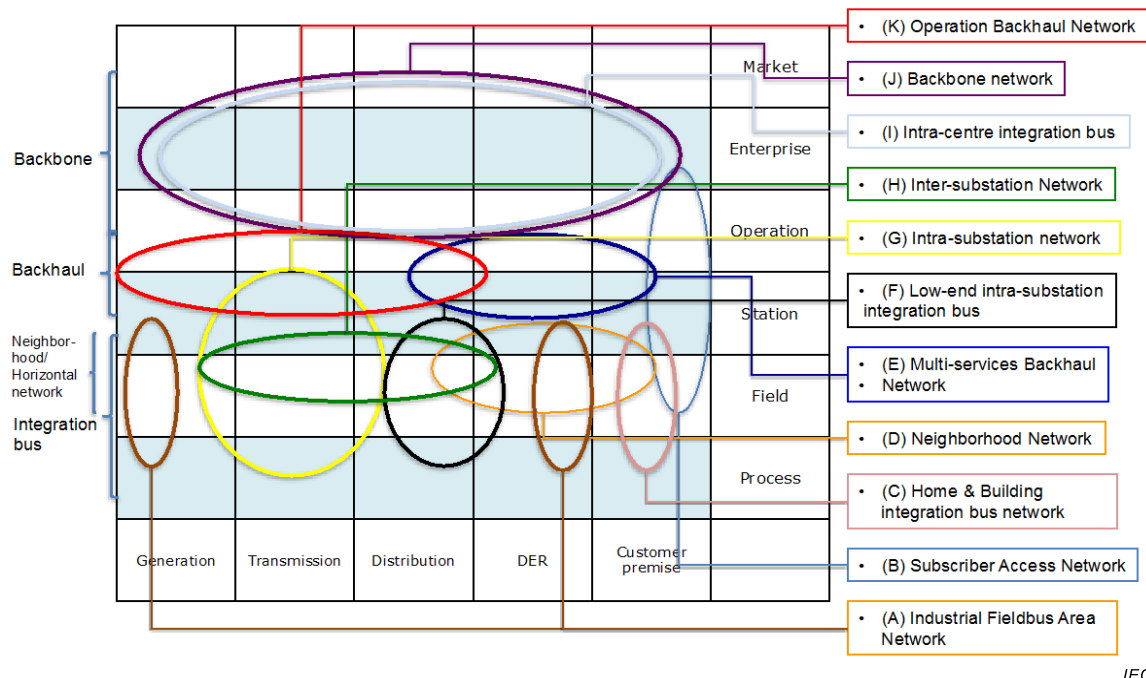 • (K) Operation Backhaul Network
Market
• (J) Backbone network
• (I) Intra-centre integration bus
Enterprise
Backbone
• (H) Inter-substation Network
Operation
• (G) Intra-substation network
Backhaul
• (F) Low-end intra-substation
integration bus
Station
Neighbor-
hood/
Horizontal
network
• (E) Multi-services Backhaul
• Network
Field
Integration
bus
• (D) Neighborhood Network
Process
• (C) Home & Building
integration bus network
Generation
Transmission
Distribution
DER
Customer
premise
• (B) Subscriber Access Network
• (A) Industrial Fieldbus Area
Network